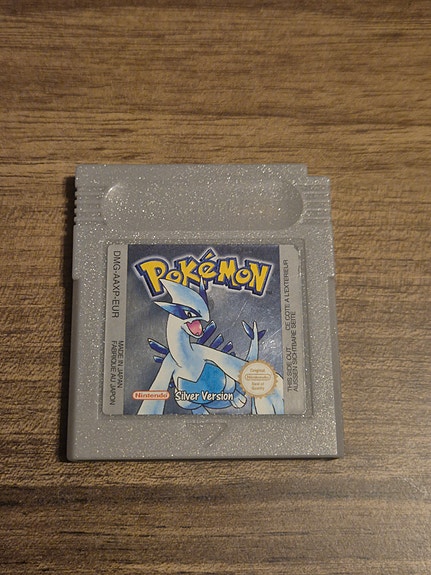 POKéMON
DMG-AAXP-EUR
MADE IN JAPAN
FABRIQUE AU JAPON
THIS SIDE OUT
CE COTE A L'EXTERIEUR
AUSSEN SICHTBARE SEITE
Original
Nintendo
Seal of
Quality
Nintendo
Silver Version